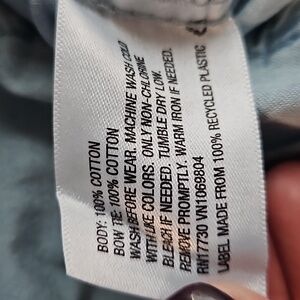 BODY: 100% COTTON
BOW TIE: 100% COTTON
WASH BEFORE WEAR. MACHINE WASH COLD
WITH LIKE COLORS. ONLY NON-CHLORINE
BLEACH IF NEEDED. TUMBLE DRY LOW.
REMOVE PROMPTLY. WARM IRON IF NEEDED.
RN17730 VN1069804
LABEL MADE FROM 100% RECYCLED PLASTIC